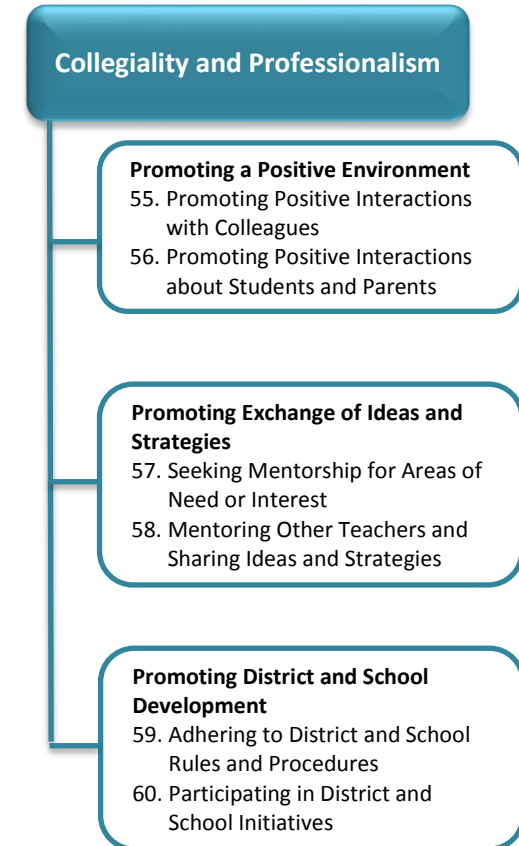 Collegiality and Professionalism
Promoting a Positive Environment
55. Promoting Positive Interactions
with Colleagues
56. Promoting Positive Interactions
about Students and Parents
Promoting Exchange of Ideas and
Strategies
57. Seeking Mentorship for Areas of
Need or Interest
58. Mentoring Other Teachers and
Sharing Ideas and Strategies
Promoting District and School
Development
59. Adhering to District and School
Rules and Procedures
60. Participating in District and
School Initiatives